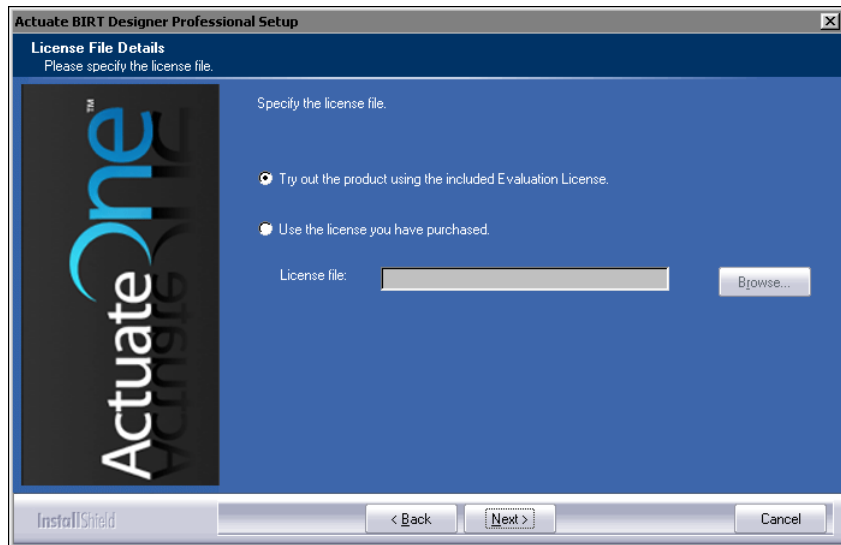 Actuate BIRT Designer Professional Setup
License File Details
Please specify the license file.
ActuateOne™
Specify the license file.
Try out the product using the included Evaluation License.
Use the license you have purchased.
License file:
Browse...
InstallShield
< Back
Next >
Cancel